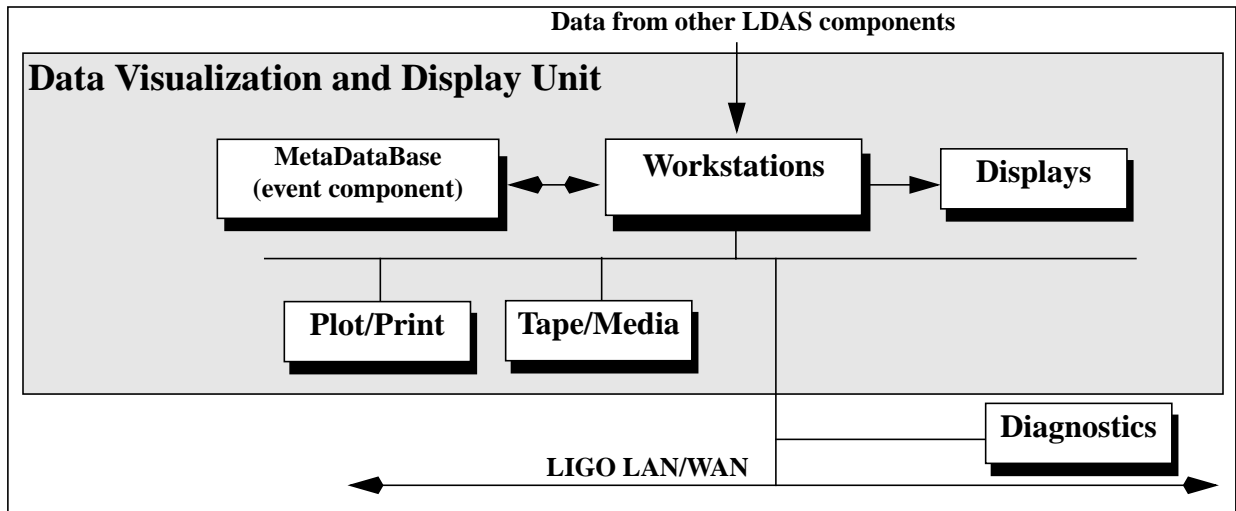 Data from other LDAS components
Data Visualization and Display Unit
MetaDataBase
(event component)
Workstations
Displays
Plot/Print
Tape/Media
Diagnostics
LIGO LAN/WAN